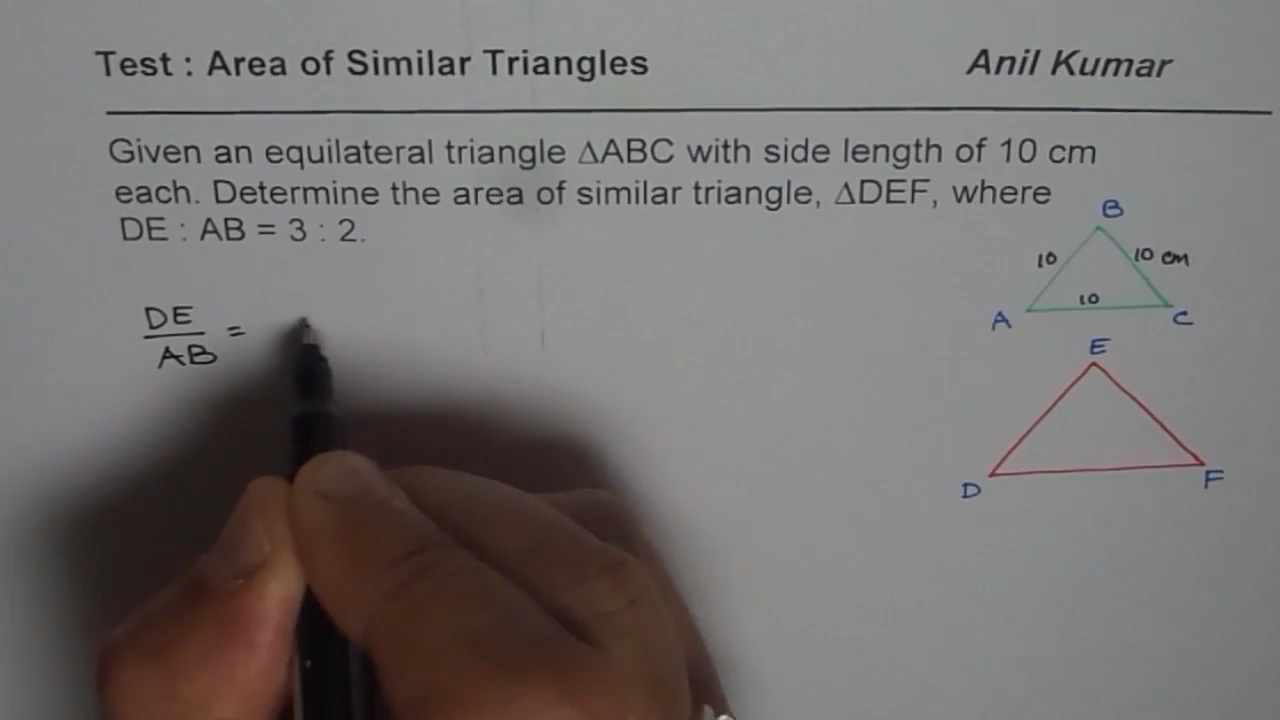 Test : Area of Similar Triangles Anil Kumar
Given an equilateral triangle ΔABC with side length of 10 cm
each. Determine the area of similar triangle, ΔDEF, where
DE : AB = 3 : 2.
B
10 10 cm
10
A C
DE
AB =
E
D F